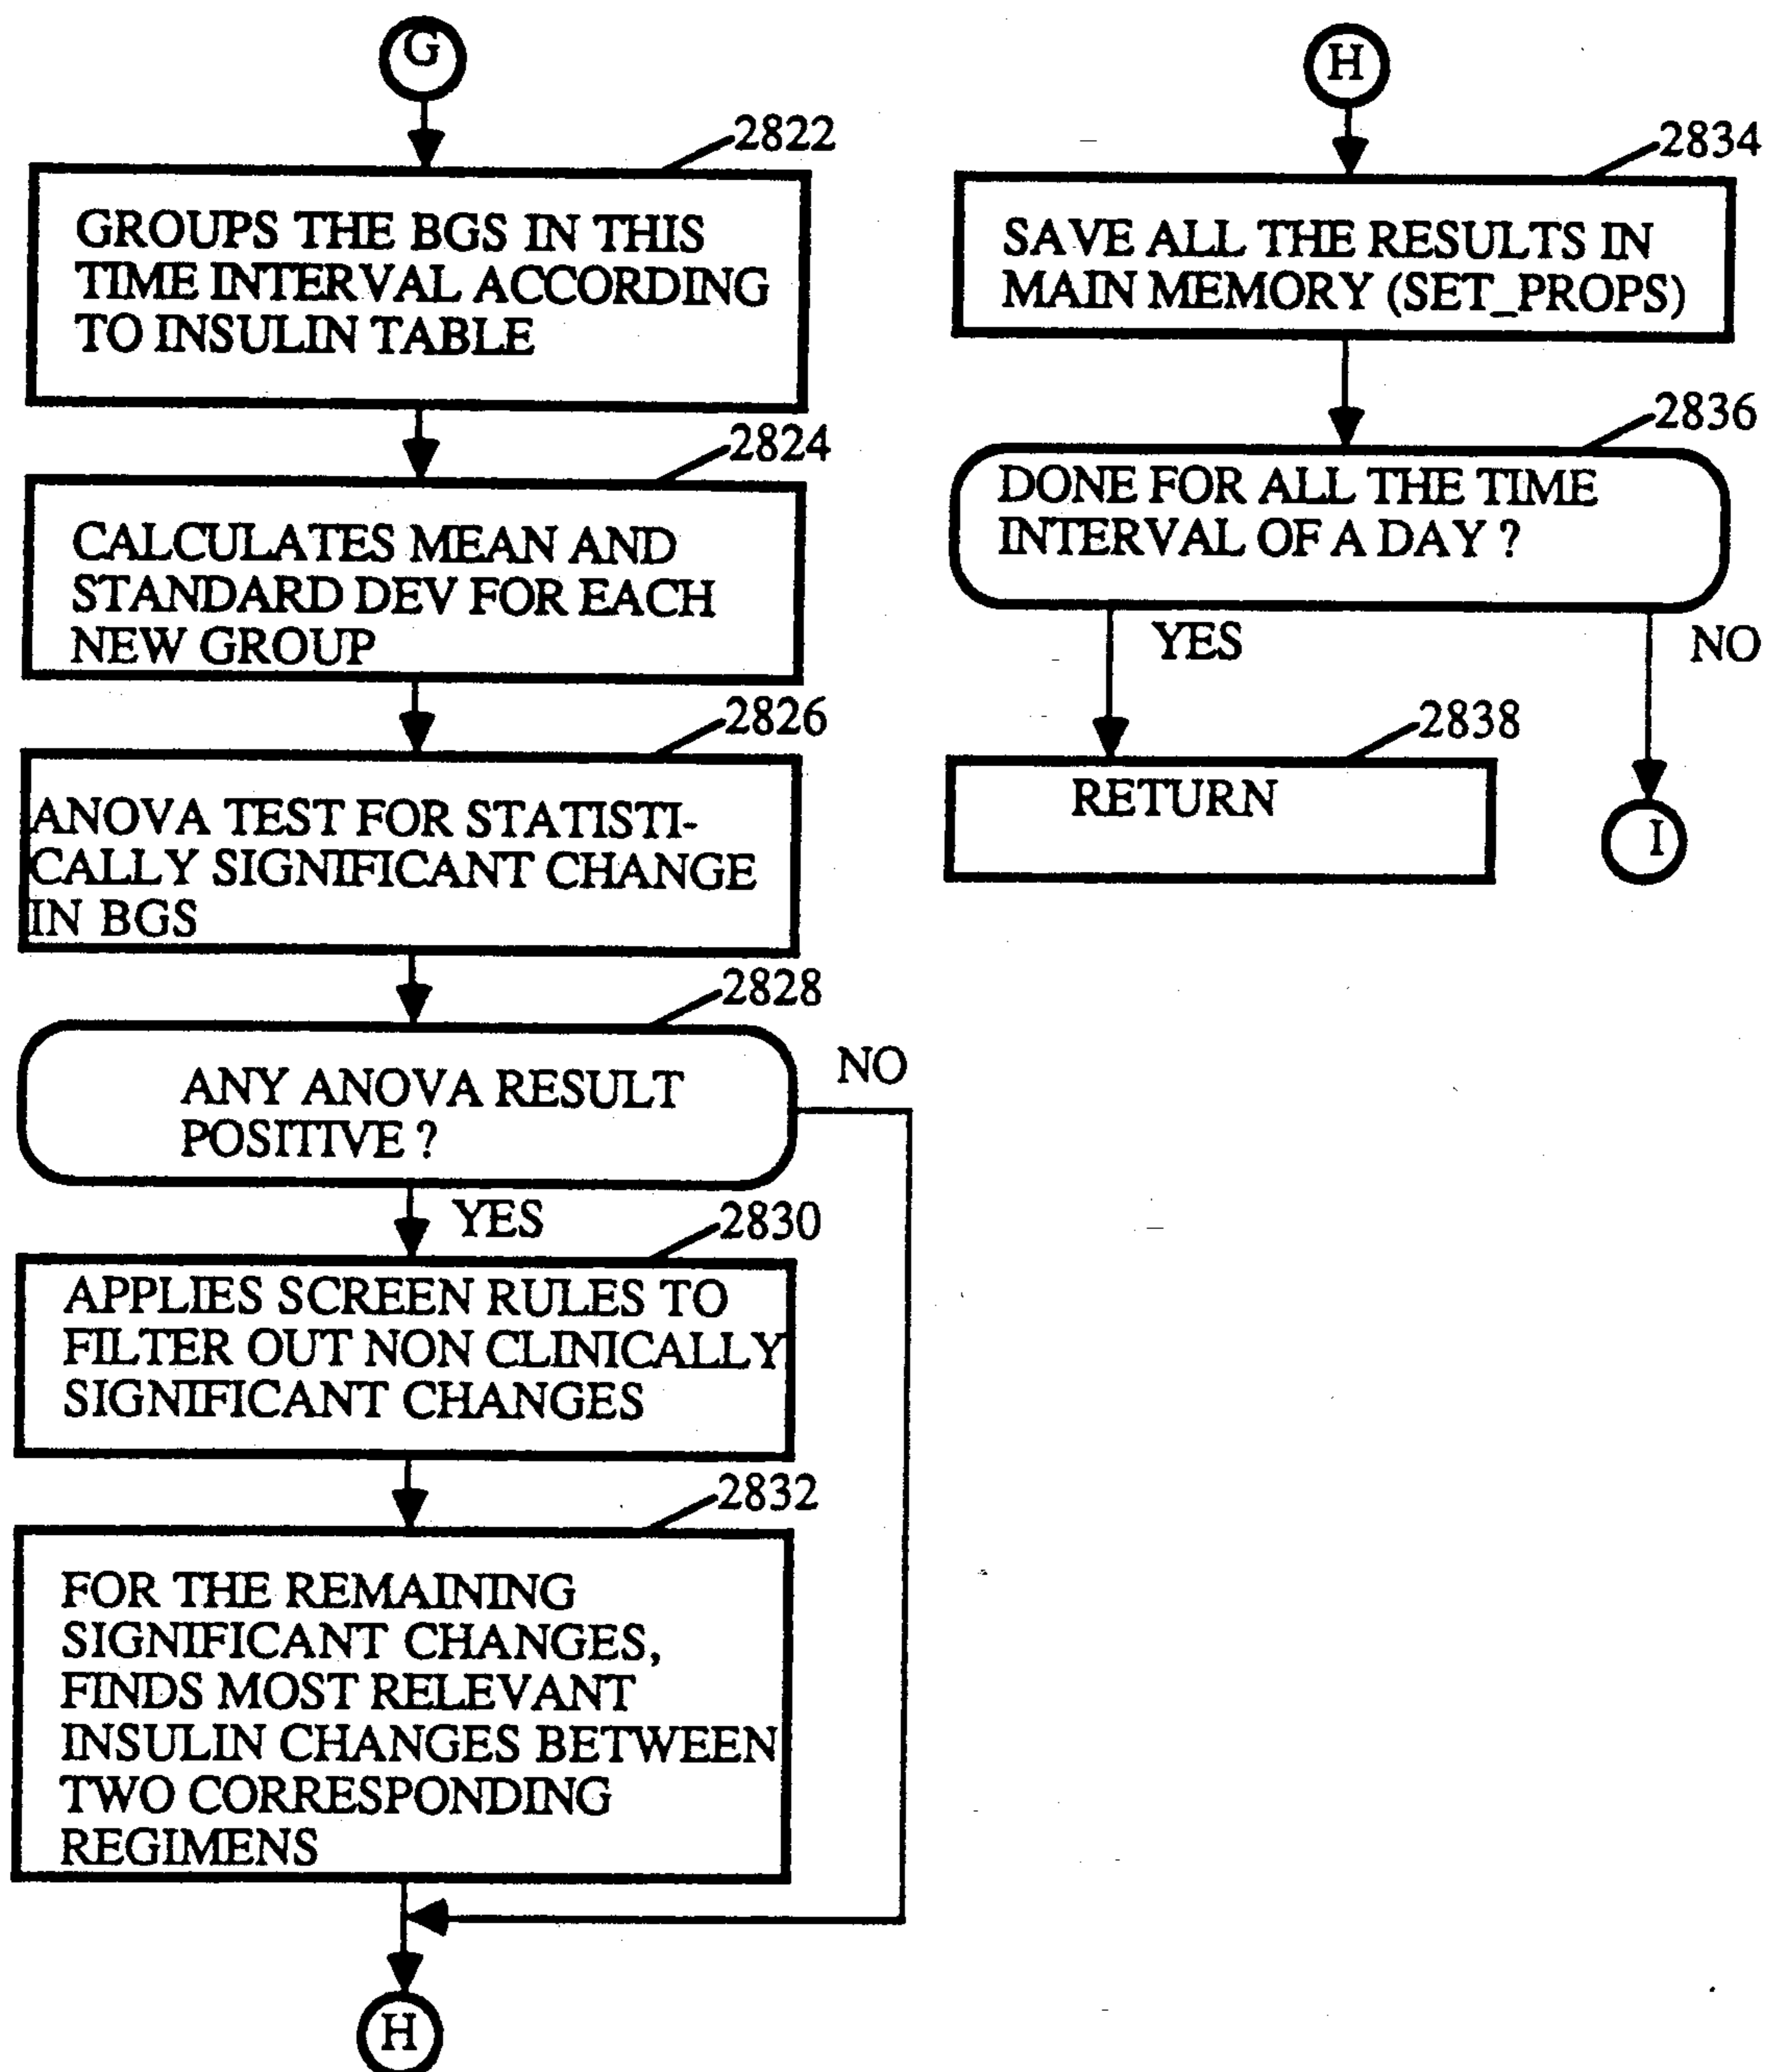 G
2822
GROUPS THE BGS IN THIS
TIME INTERVAL ACCORDING
TO INSULIN TABLE
2824
CALCULATES MEAN AND
STANDARD DEV FOR EACH
NEW GROUP
2826
ANOVA TEST FOR STATISTI-
CALLY SIGNIFICANT CHANGE
IN BGS
2828
ANY ANOVA RESULT
POSITIVE ?
NO
YES
2830
APPLIES SCREEN RULES TO
FILTER OUT NON CLINICALLY
SIGNIFICANT CHANGES
2832
FOR THE REMAINING
SIGNIFICANT CHANGES,
FINDS MOST RELEVANT
INSULIN CHANGES BETWEEN
TWO CORRESPONDING
REGIMENS
H
H
2834
SAVE ALL THE RESULTS IN
MAIN MEMORY (SET_PROPS)
2836
DONE FOR ALL THE TIME
INTERVAL OF A DAY ?
YES
NO
2838
RETURN
I